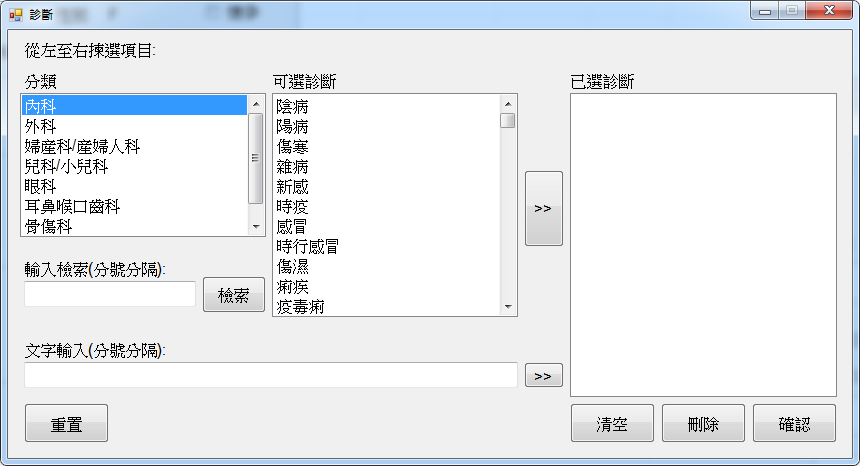 診斷
從左至右揀選項目:
分類
內科
外科
婦產科/產婦人科
兒科/小兒科
眼科
耳鼻喉口齒科
骨傷科
輸入檢索(分號分隔):
檢索
可選診斷
陰病
陽病
傷寒
雜病
新感
時疫
感冒
時行感冒
傷濕
痢疾
疫毒痢
>>
已選診斷
文字輸入(分號分隔):
>>
重置
清空
刪除
確認